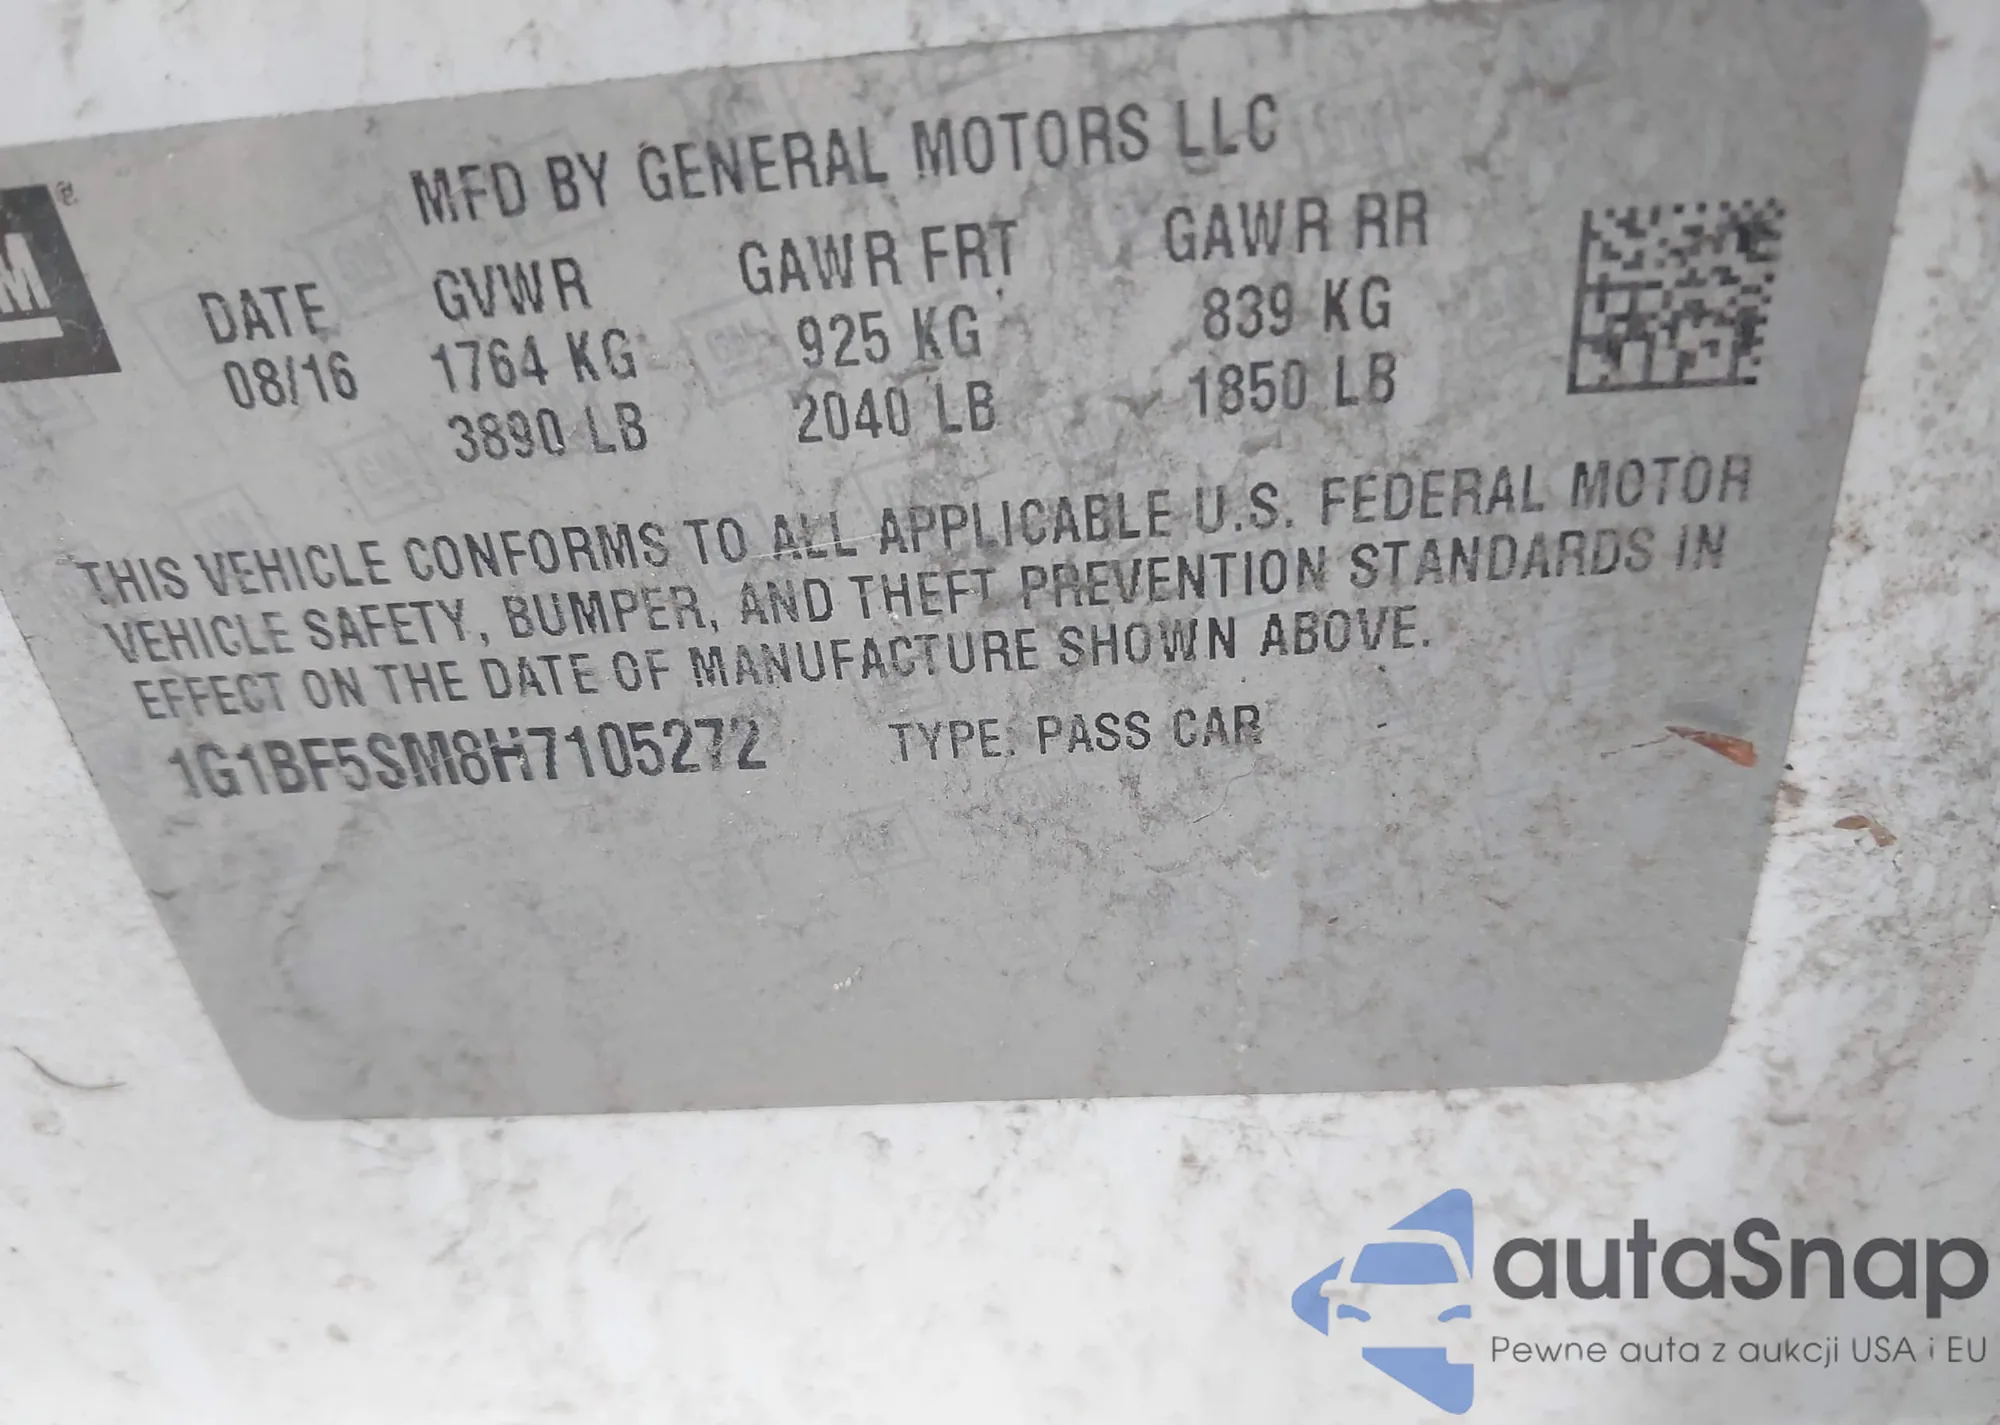 MFD BY GENERAL MOTORS LLC
DATE GVWR GAWR FRT GAWR RR
08/16 1764 KG 925 KG 839 KG
3890 LB 2040 LB 1850 LB
THIS VEHICLE CONFORMS TO ALL APPLICABLE U.S. FEDERAL MOTOR
VEHICLE SAFETY, BUMPER, AND THEFT PREVENTION STANDARDS IN
EFFECT ON THE DATE OF MANUFACTURE SHOWN ABOVE.
1G1BF5SM8H7105272 TYPE: PASS CAR
autaSnap
Pewne auta z aukcji USA i EU